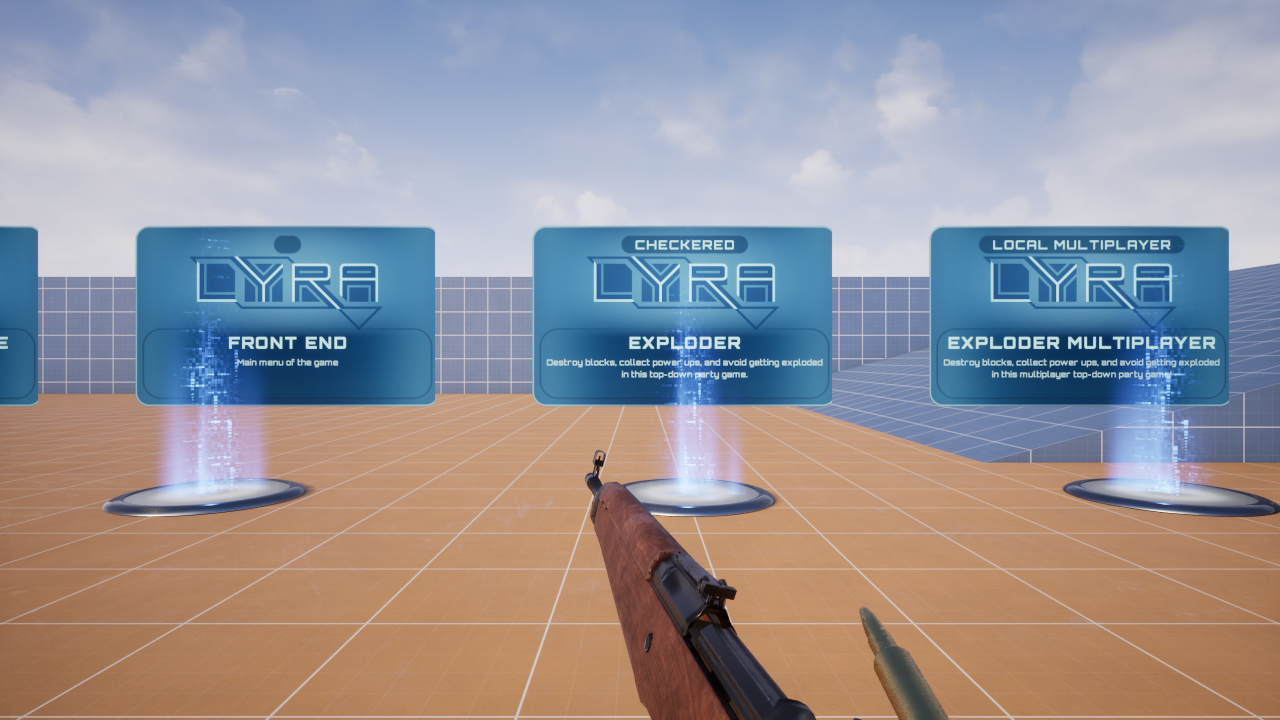 E
LYRA
FRONT END
Main menu of the game
CHECKERED
LYRA
EXPLODER
Destroy blocks, collect power ups, and avoid getting exploded
in this top-down party game.
LOCAL MULTIPLAYER
LYRA
EXPLODER MULTIPLAYER
Destroy blocks, collect power ups, and avoid getting exploded
in this multiplayer top-down party game.